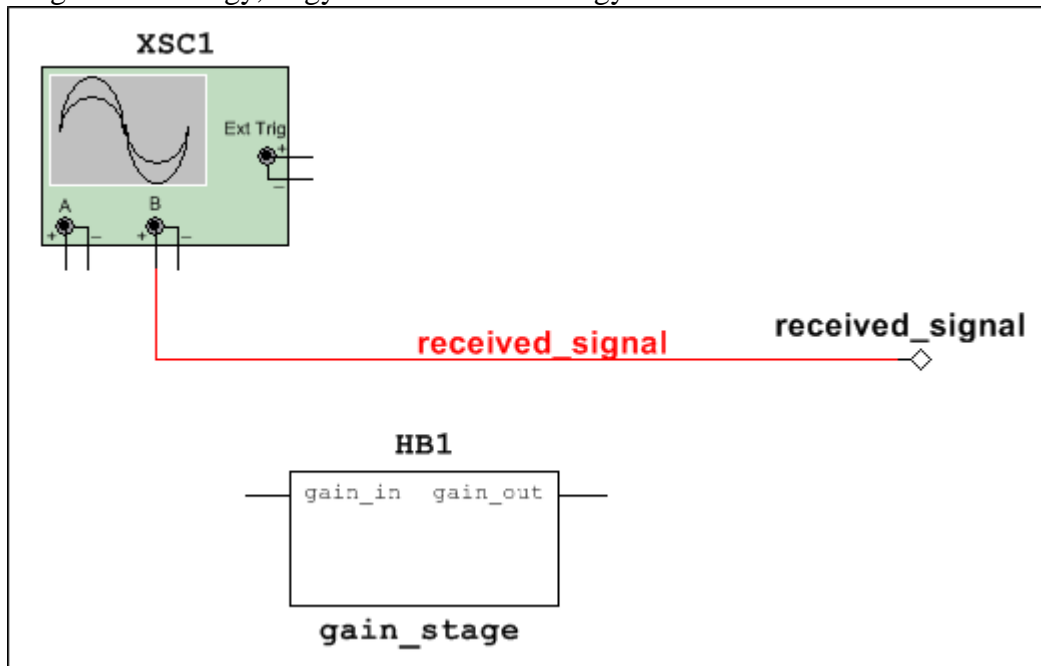 XSC1
Ext Trig
+
_
A
B
+
_
+
_
received_signal
received_signal
HB1
gain_in gain_out
gain_stage